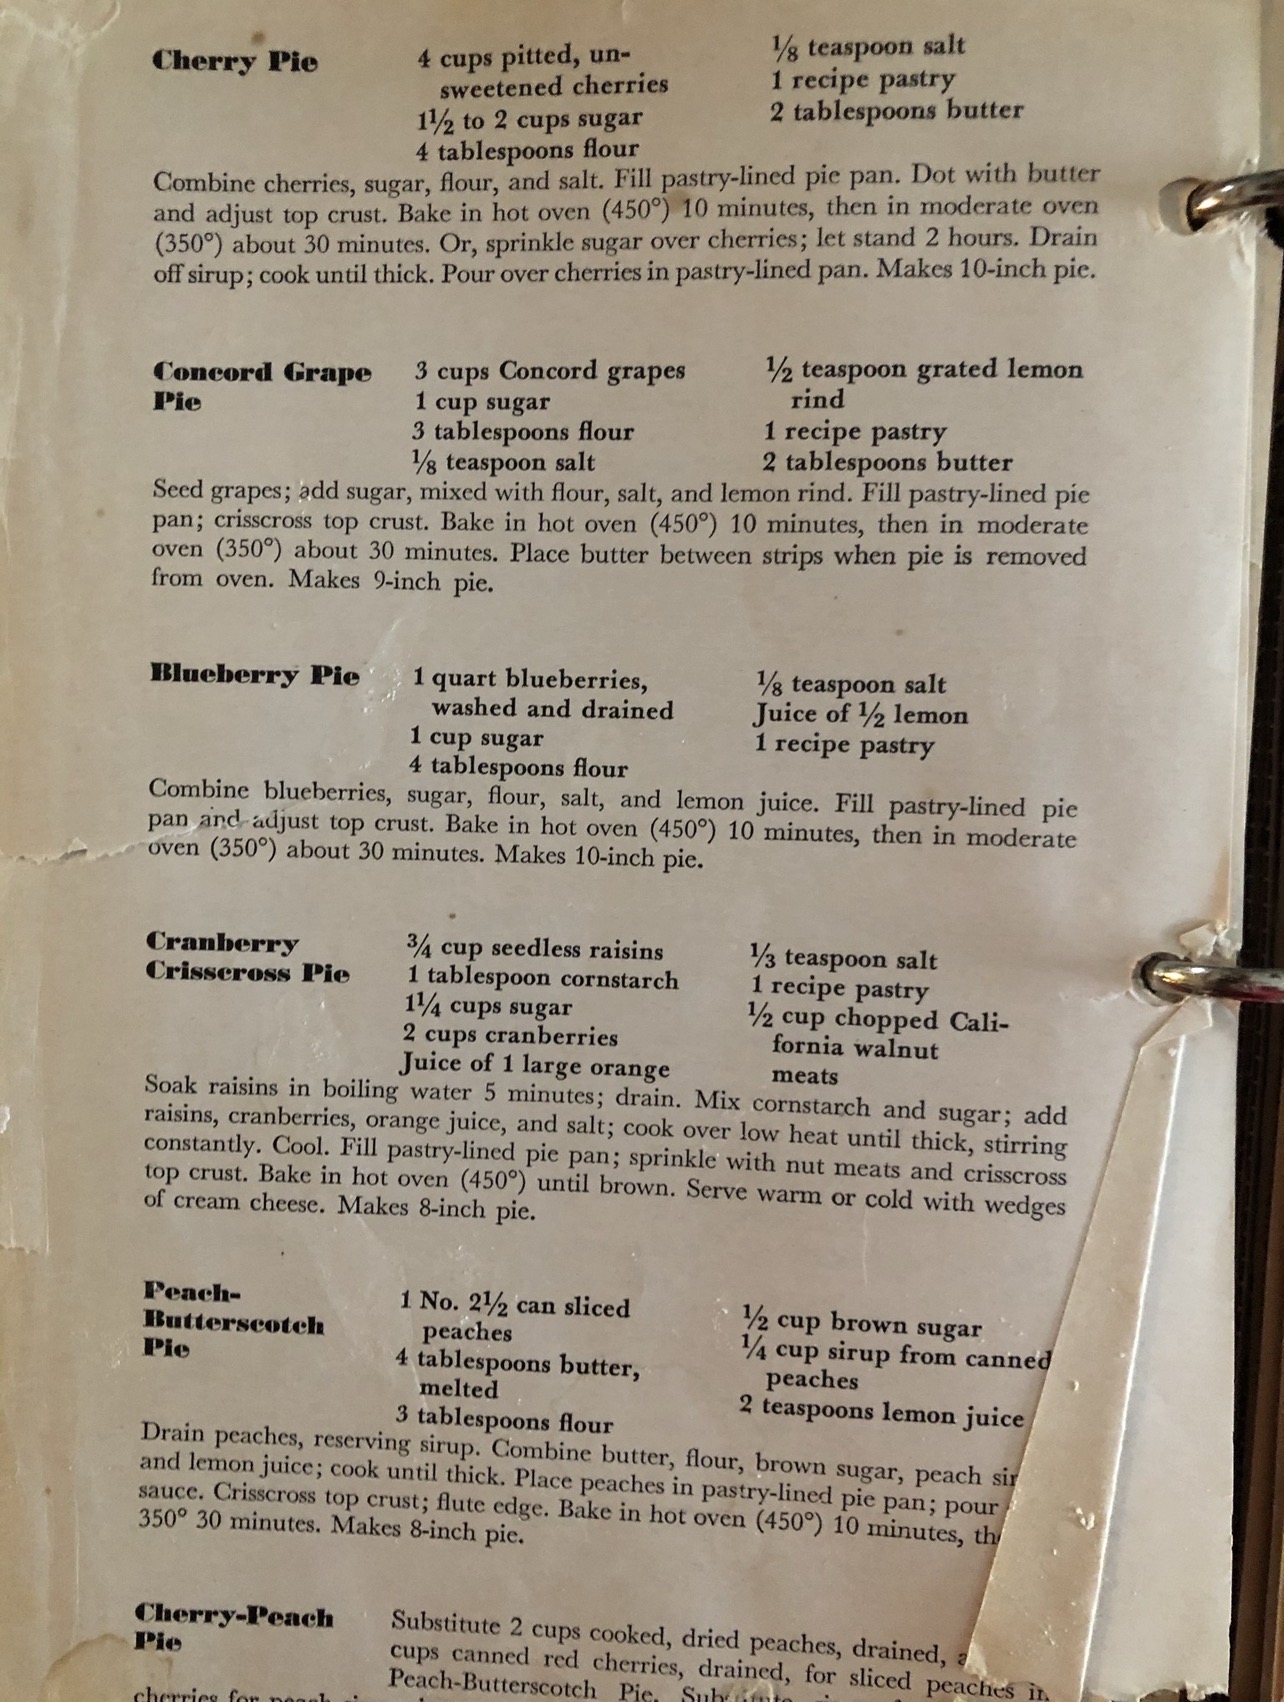 Cherry Pie
4 cups pitted, un-
sweetened cherries
1½ to 2 cups sugar
4 tablespoons flour
⅛ teaspoon salt
1 recipe pastry
2 tablespoons butter
Combine cherries, sugar, flour, and salt. Fill pastry-lined pie pan. Dot with butter
and adjust top crust. Bake in hot oven (450°) 10 minutes, then in moderate oven
(350°) about 30 minutes. Or, sprinkle sugar over cherries; let stand 2 hours. Drain
off sirup; cook until thick. Pour over cherries in pastry-lined pan. Makes 10-inch pie.
Concord Grape
Pie
3 cups Concord grapes
1 cup sugar
3 tablespoons flour
⅛ teaspoon salt
½ teaspoon grated lemon
rind
1 recipe pastry
2 tablespoons butter
Seed grapes; add sugar, mixed with flour, salt, and lemon rind. Fill pastry-lined pie
pan; crisscross top crust. Bake in hot oven (450°) 10 minutes, then in moderate
oven (350°) about 30 minutes. Place butter between strips when pie is removed
from oven. Makes 9-inch pie.
Blueberry Pie
1 quart blueberries,
washed and drained
1 cup sugar
4 tablespoons flour
⅛ teaspoon salt
Juice of ½ lemon
1 recipe pastry
Combine blueberries, sugar, flour, salt, and lemon juice. Fill pastry-lined pie
pan and adjust top crust. Bake in hot oven (450°) 10 minutes, then in moderate
oven (350°) about 30 minutes. Makes 10-inch pie.
Cranberry
Crisscross Pie
¾ cup seedless raisins
1 tablespoon cornstarch
1¼ cups sugar
2 cups cranberries
Juice of 1 large orange
⅓ teaspoon salt
1 recipe pastry
½ cup chopped Cali-
fornia walnut
meats
Soak raisins in boiling water 5 minutes; drain. Mix cornstarch and sugar; add
raisins, cranberries, orange juice, and salt; cook over low heat until thick, stirring
constantly. Cool. Fill pastry-lined pie pan; sprinkle with nut meats and crisscross
top crust. Bake in hot oven (450°) until brown. Serve warm or cold with wedges
of cream cheese. Makes 8-inch pie.
Peach-
Butterscotch
Pie
1 No. 2½ can sliced
peaches
4 tablespoons butter,
melted
3 tablespoons flour
½ cup brown sugar
¼ cup sirup from canned
peaches
2 teaspoons lemon juice
Drain peaches, reserving sirup. Combine butter, flour, brown sugar, peach
and lemon juice; cook until thick. Place peaches in pastry-lined pie pan; pour
sauce. Crisscross top crust; flute edge. Bake in hot oven (450°) 10 minutes,
350° 30 minutes. Makes 8-inch pie.
Cherry-Peach
Pie
Substitute 2 cups cooked, dried peaches, drained,
cups canned red cherries, drained, for sliced peaches in
Peach-Butterscotch Pie.
cherries for